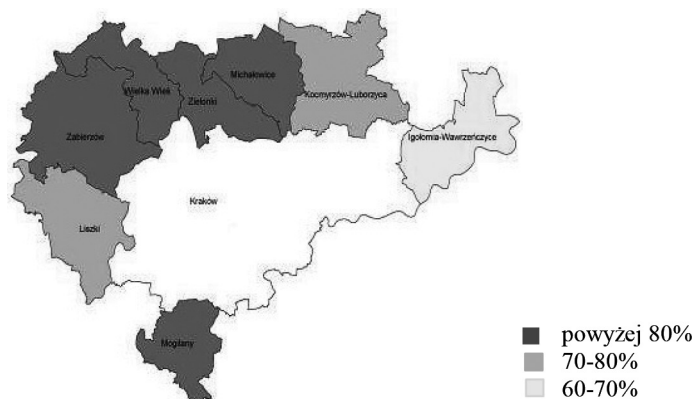 Michałowice
Wielka Wieś
Kocmyrzów-Luborzyca
Zielonki
Zabierzów
Igołomia-Wawrzeńczyce
Kraków
Liszki
Mogilany
powyżej 80%
70-80%
60-70%